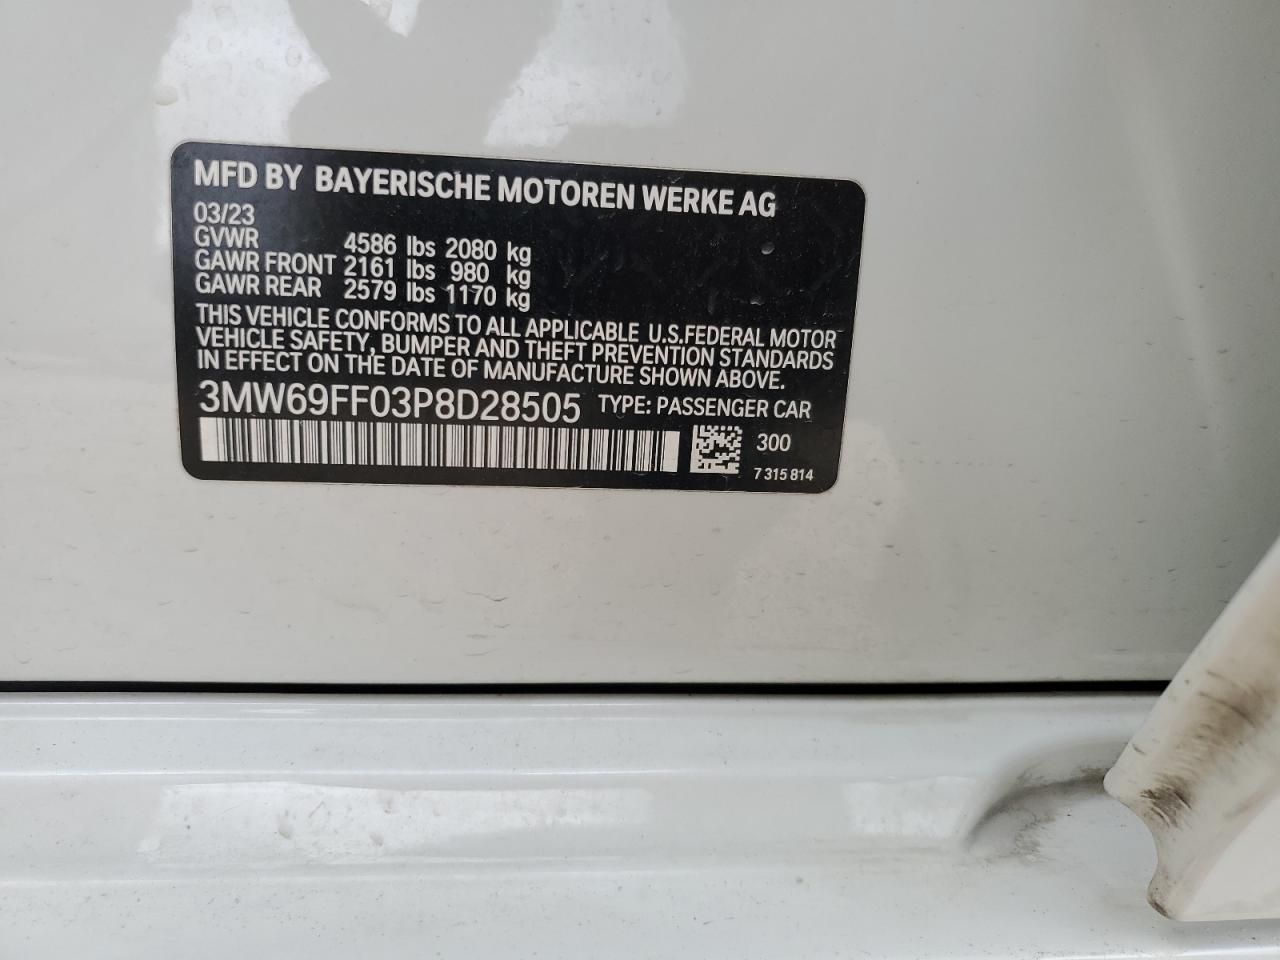 MFD BY BAYERISCHE MOTOREN WERKE AG
03/23
GVWR 4586 lbs 2080 kg
GAWR FRONT 2161 lbs 980 kg
GAWR REAR 2579 lbs 1170 kg
THIS VEHICLE CONFORMS TO ALL APPLICABLE U.S.FEDERAL MOTOR
VEHICLE SAFETY, BUMPER AND THEFT PREVENTION STANDARDS
IN EFFECT ON THE DATE OF MANUFACTURE SHOWN ABOVE.
3MW69FF03P8D28505 TYPE: PASSENGER CAR
300
7 315 814